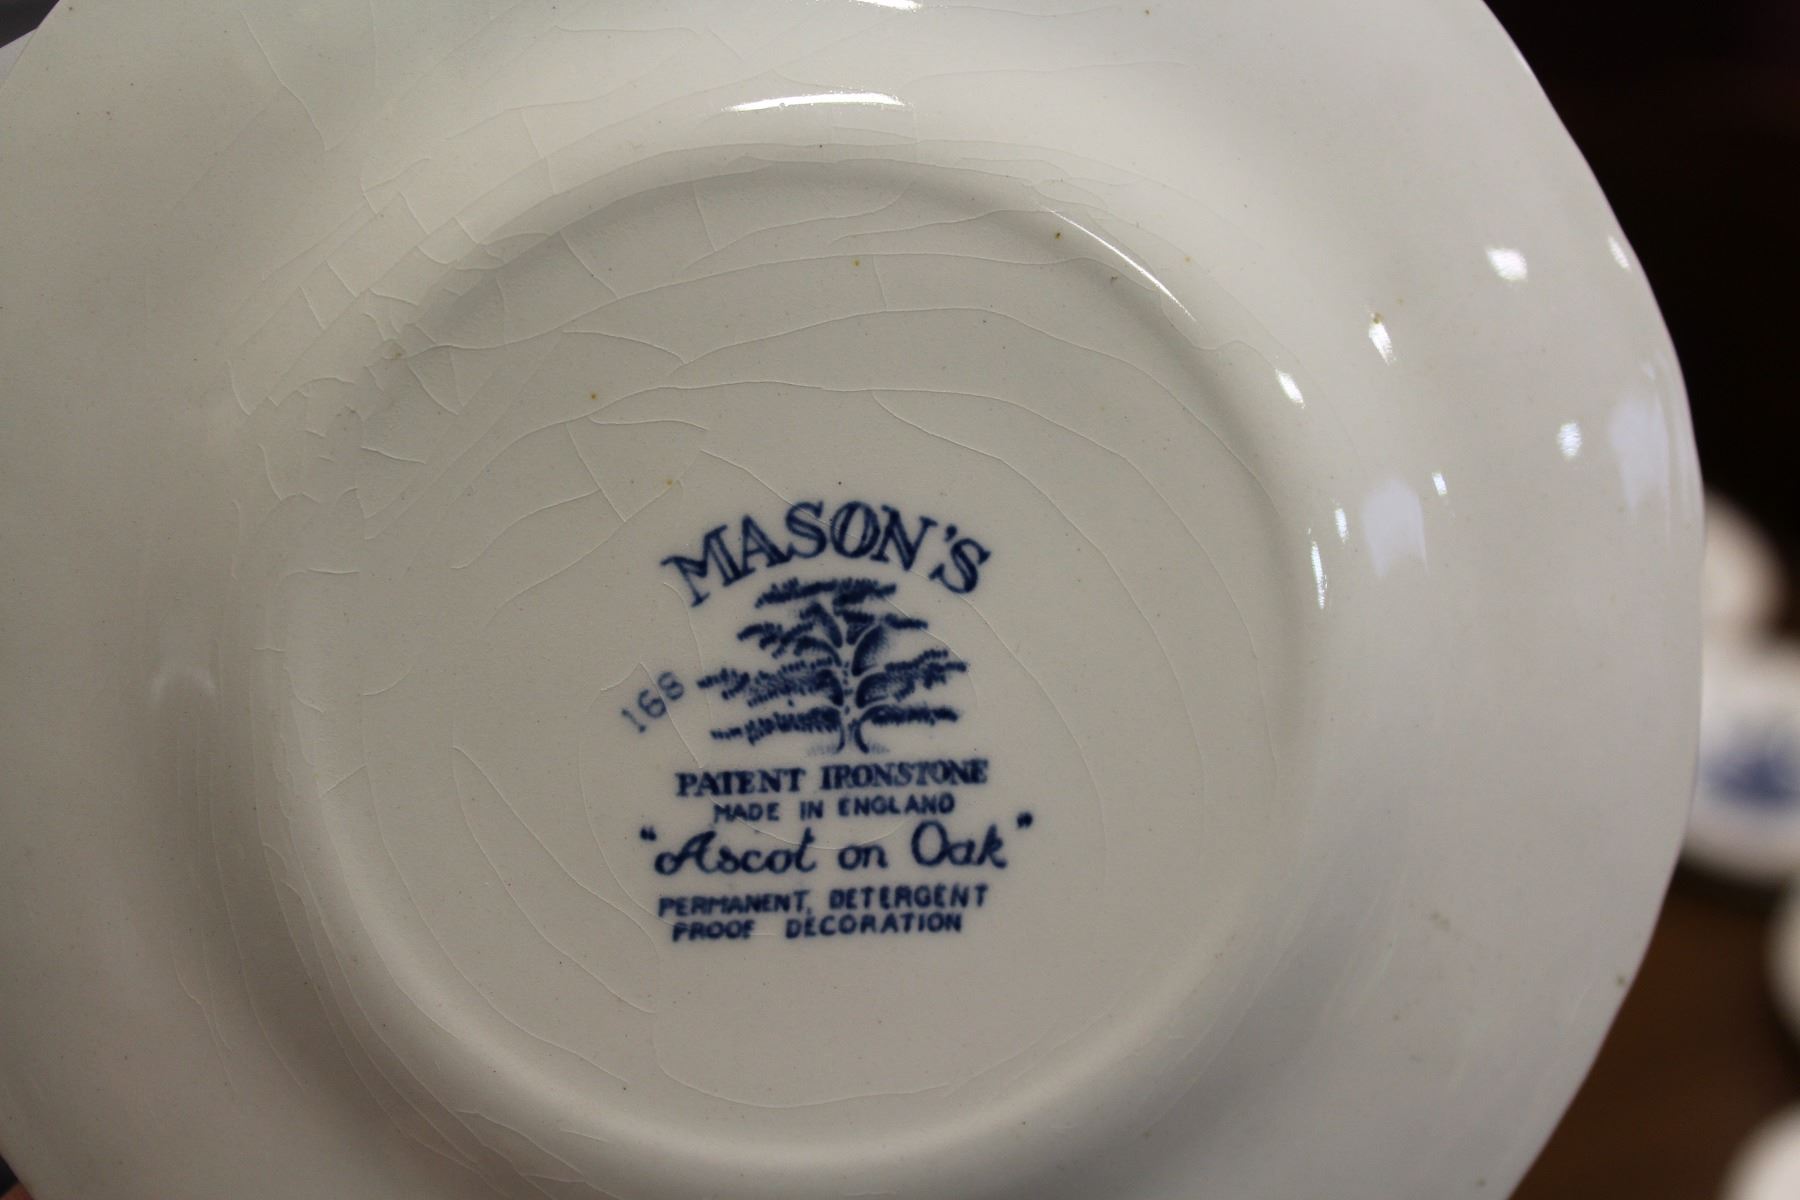 MASON'S
168
PATENT IRONSTONE
MADE IN ENGLAND
"Ascot on Oak"
PERMANENT, DETERGENT
PROOF DECORATION